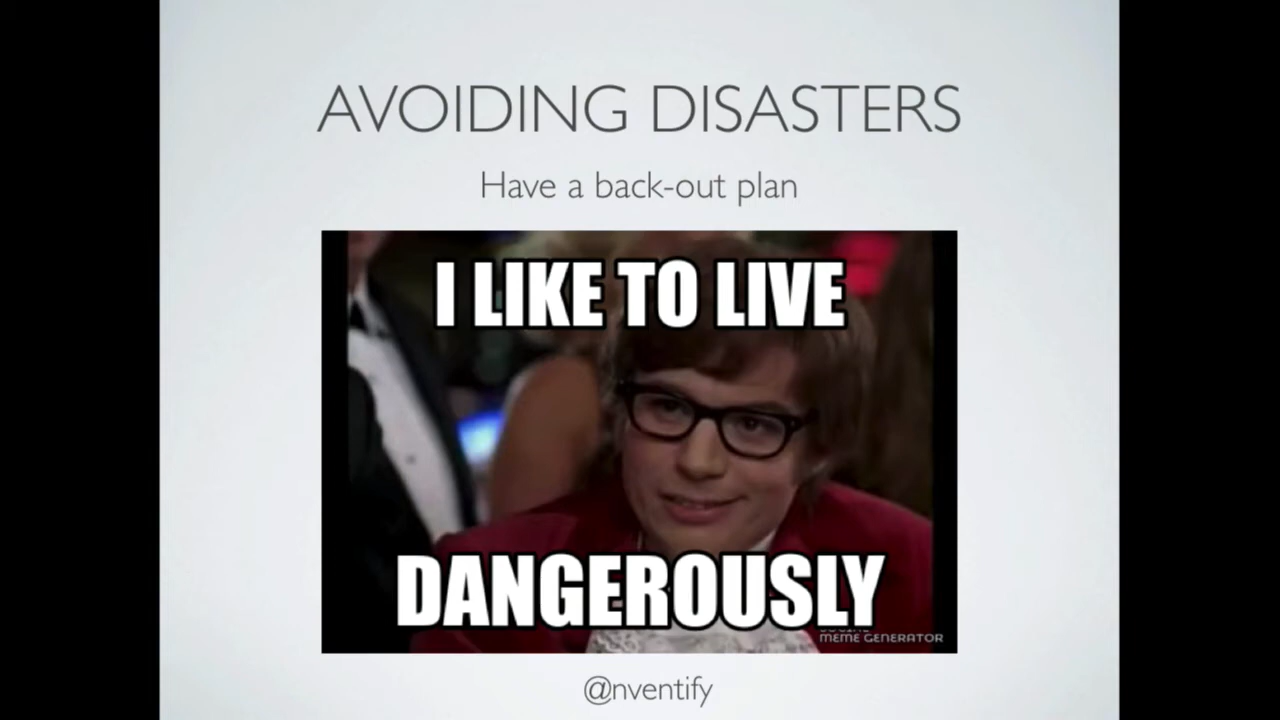 AVOIDING DISASTERS
Have a back-out plan
I LIKE TO LIVE
DANGEROUSLY
MEME GENERATOR
@nventify